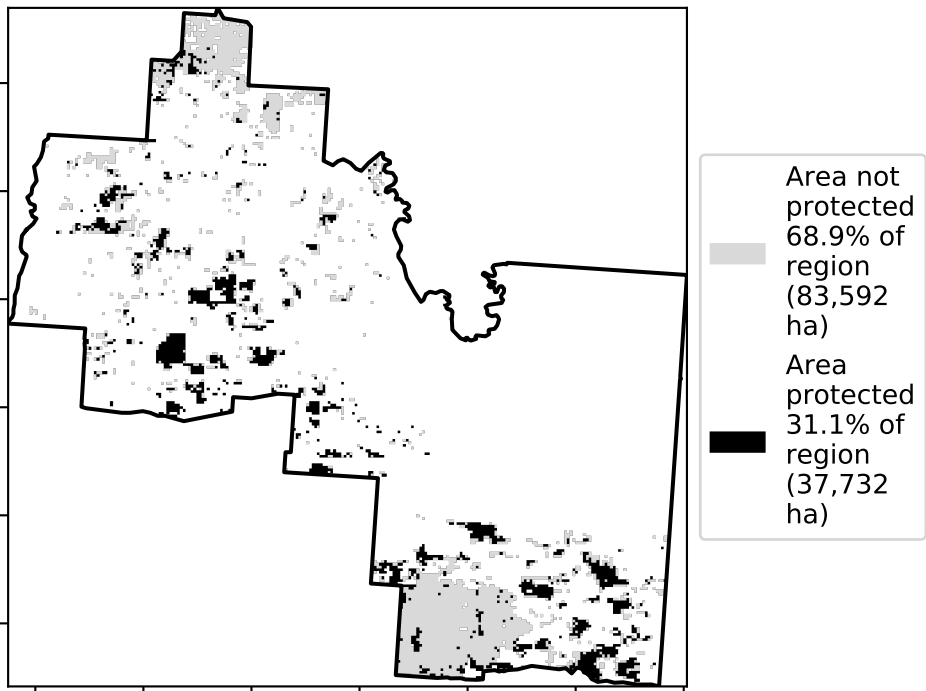 Area not
protected
68.9% of
region
(83,592
ha)
Area
protected
31.1% of
region
(37,732
ha)